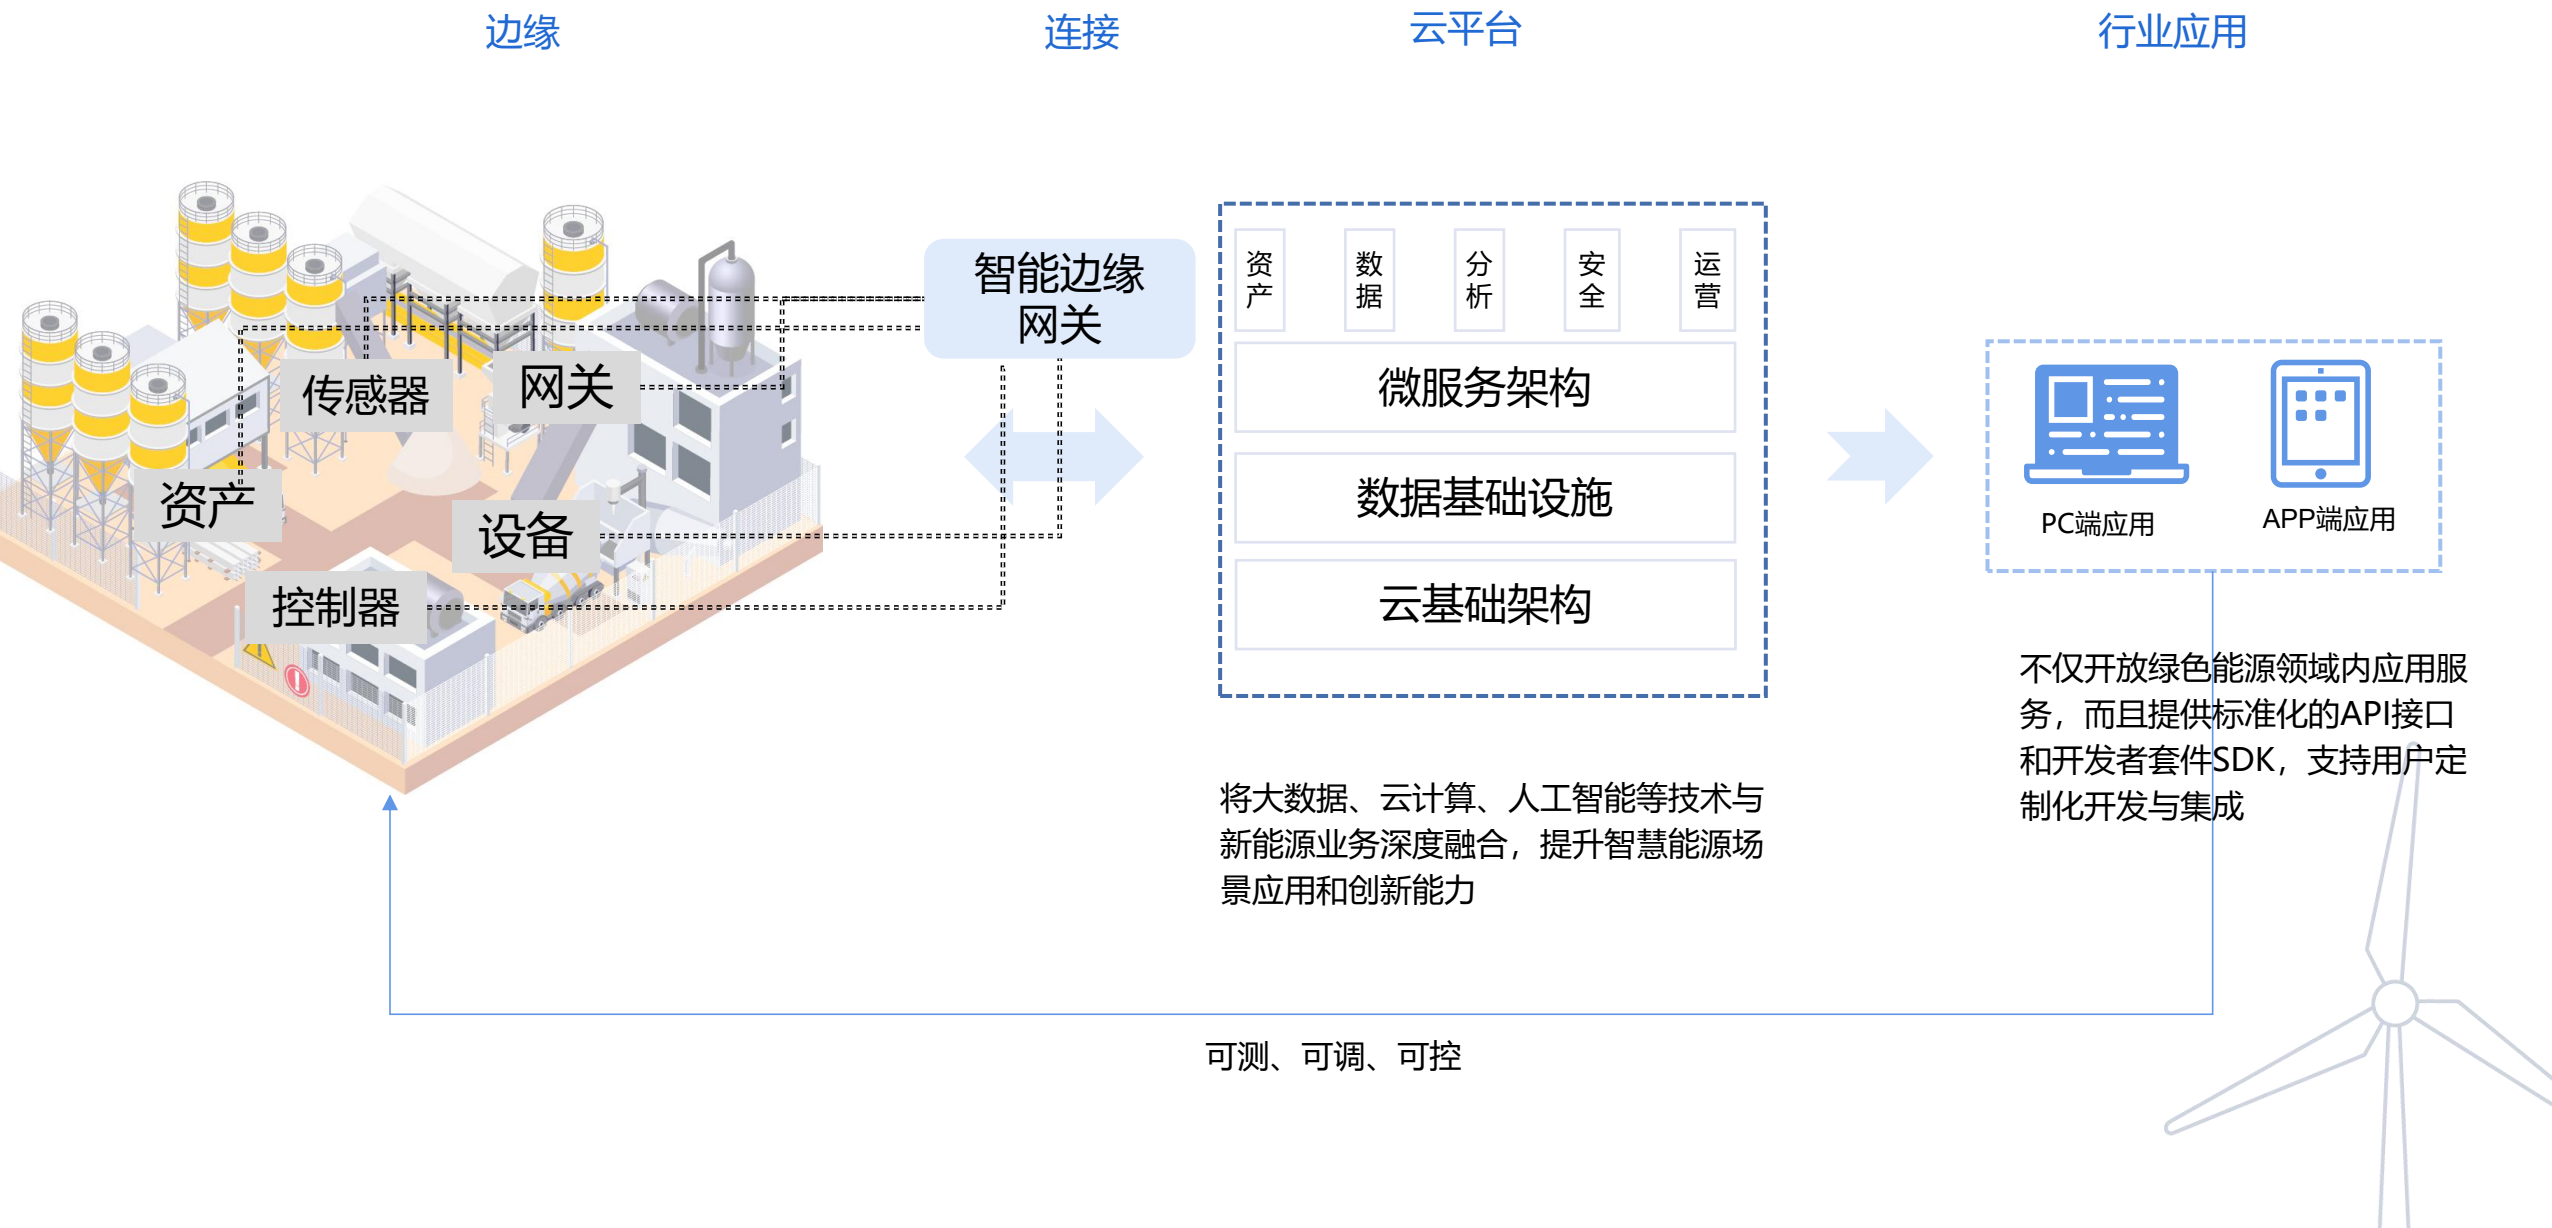 边缘
连接
云平台
行业应用
智能边缘
网关
传感器
网关
资产
设备
控制器
资产
数据
分析
安全
运营
微服务架构
数据基础设施
云基础架构
PC端应用
APP端应用
将大数据、云计算、人工智能等技术与
新能源业务深度融合，提升智慧能源场
景应用和创新能力
不仅开放绿色能源领域内应用服
务，而且提供标准化的API接口
和开发者套件SDK，支持用户定
制化开发与集成
可测、可调、可控